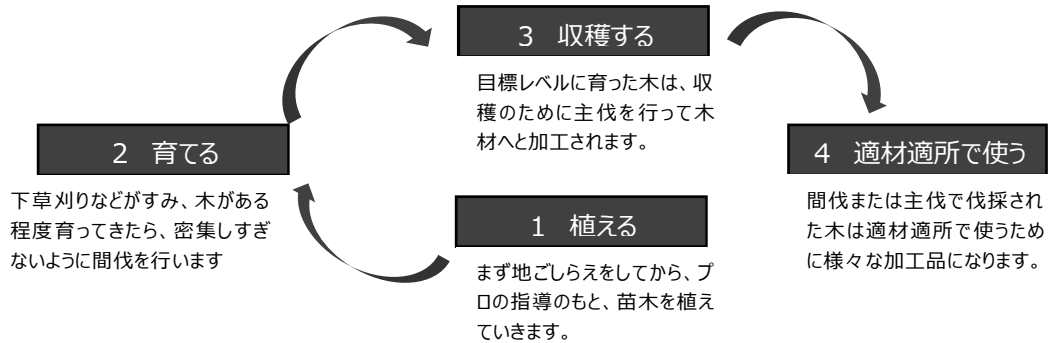 3　収穫する
目標レベルに育った木は、収
穫のために主伐を行って木
材へと加工されます。
2　育てる
下草刈りなどがすみ、木がある
程度育ってきたら、密集しすぎ
ないように間伐を行います
4　適材適所で使う
間伐または主伐で伐採され
た木は適材適所で使うため
に様々な加工品になります。
1　植える
まず地ごしらえをしてから、プ
ロの指導のもと、苗木を植え
ていきます。